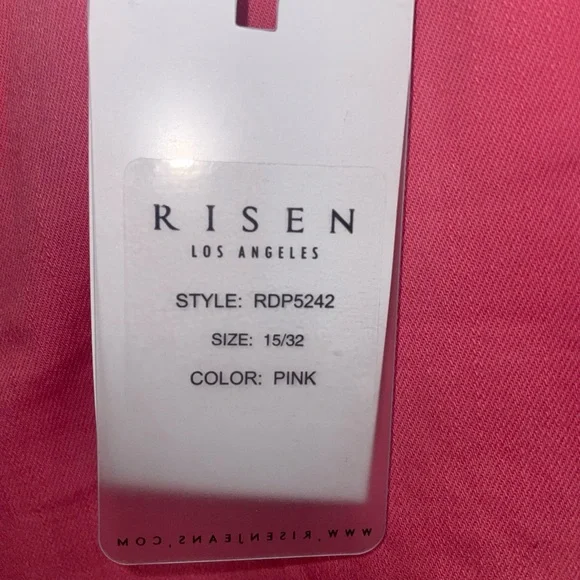 RISEN
LOS ANGELES
STYLE: RDP5242
SIZE: 15/32
COLOR: PINK
WWW.RISENJEANS.COM